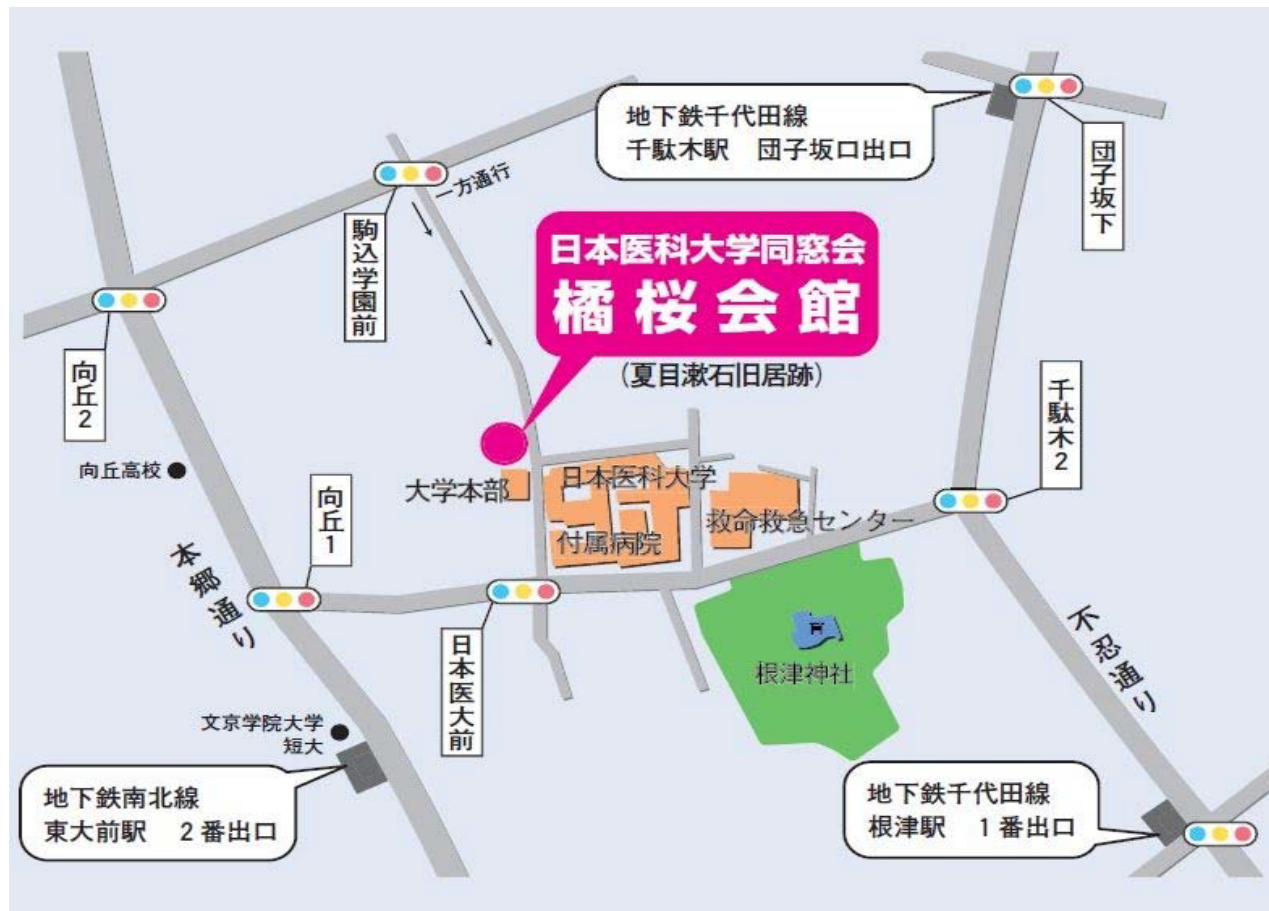 地下鉄千代田線
千駄木駅 団子坂口出口
団子坂下
一方通行
駒込学園前
日本医科大学同窓会
橘桜会館
(夏目漱石旧居跡)
向丘2
千駄木2
向丘高校
大学本部
日本医科大学
付属病院
救命救急センター
向丘1
本郷通り
日本医大前
根津神社
不忍通り
文京学院大学
短大
地下鉄南北線
東大前駅 2番出口
地下鉄千代田線
根津駅 1番出口